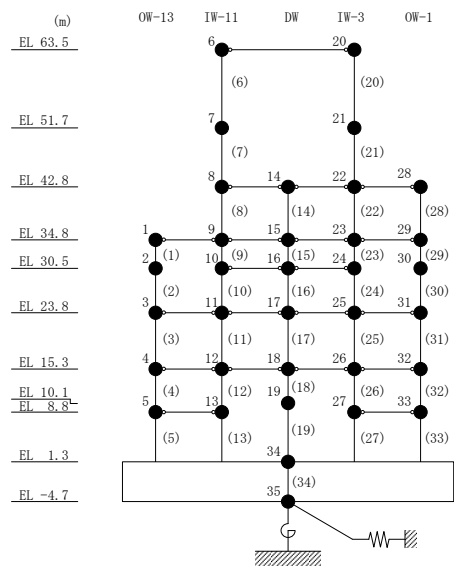 (m) OW-13 IW-11 DW IW-3 OW-1
EL 63.5 6 20
(6) (20)
EL 51.7 7 21
(7) (21)
EL 42.8 8 14 22 28
(8) (14) (22) (28)
EL 34.8 1 9 15 23 29
(1) (9) (15) (23) (29)
EL 30.5 2 10 16 24 30
(2) (10) (16) (24) (30)
EL 23.8 3 11 17 25 31
(3) (11) (17) (25) (31)
EL 15.3 4 12 18 26 32
(4) (12) (18) (26) (32)
EL 10.1 19
EL 8.8 5 13 27 33
(5) (13) (19) (27) (33)
EL 1.3 34
(34)
EL -4.7 35